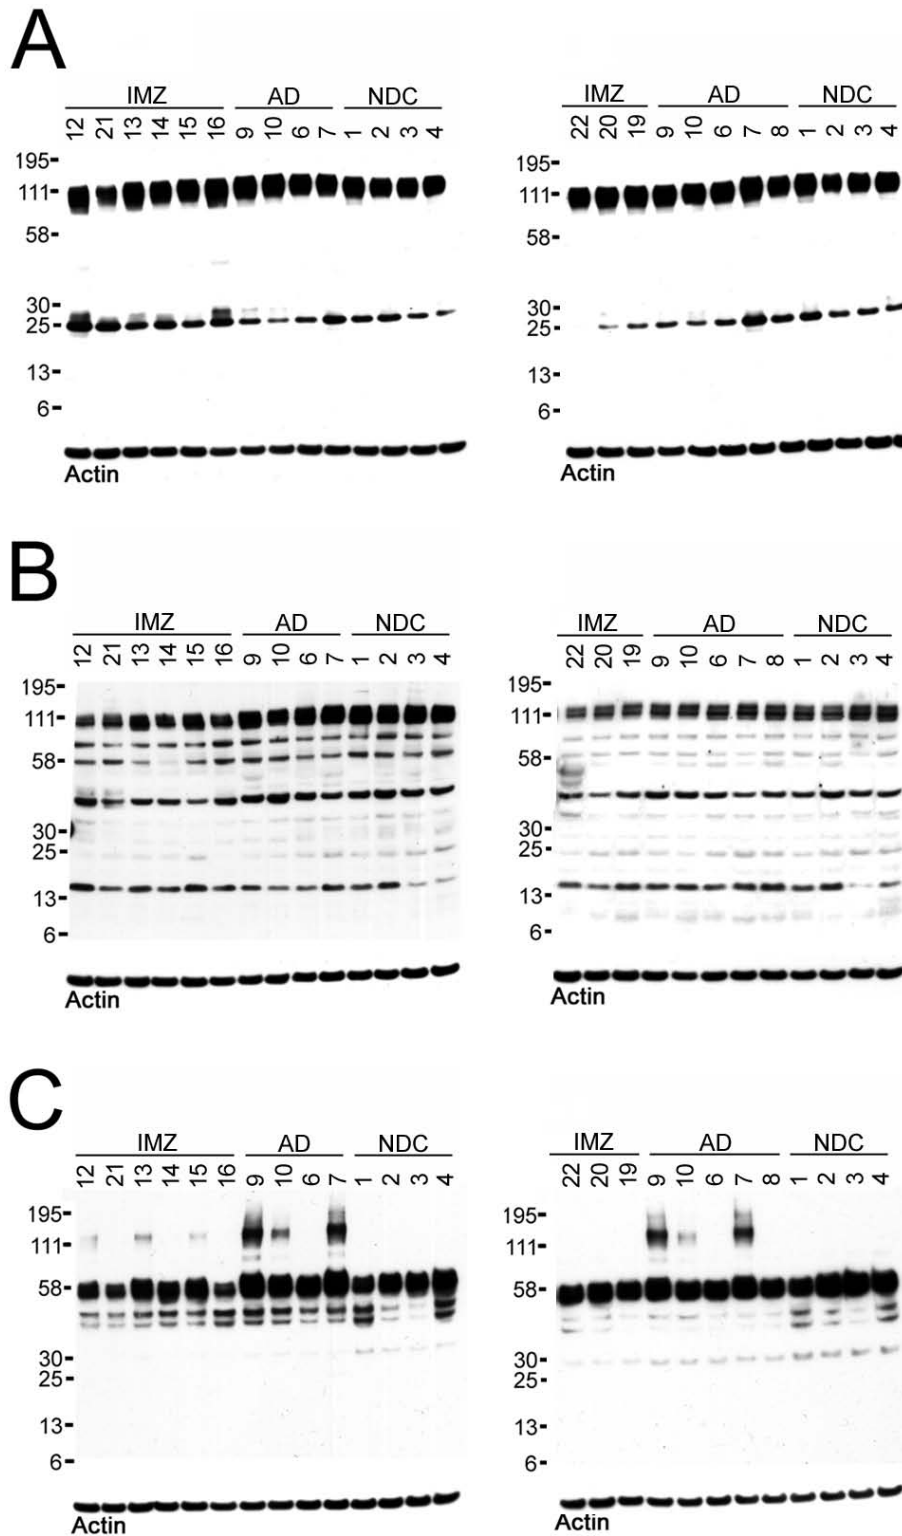 A
IMZ AD NDC
12 21 13 14 15 16 9 10 6 7 1 2 3 4
195-
111-
58-
30-
25-
13-
6-
Actin
IMZ AD NDC
22 20 19 9 10 6 7 8 1 2 3 4
195-
111-
58-
30-
25-
13-
6-
Actin
B
IMZ AD NDC
12 21 13 14 15 16 9 10 6 7 1 2 3 4
195-
111-
58-
30-
25-
13-
6-
Actin
IMZ AD NDC
22 20 19 9 10 6 7 8 1 2 3 4
195-
111-
58-
30-
25-
13-
6-
Actin
C
IMZ AD NDC
12 21 13 14 15 16 9 10 6 7 1 2 3 4
195-
111-
58-
30-
25-
13-
6-
Actin
IMZ AD NDC
22 20 19 9 10 6 7 8 1 2 3 4
195-
111-
58-
30-
25-
13-
6-
Actin